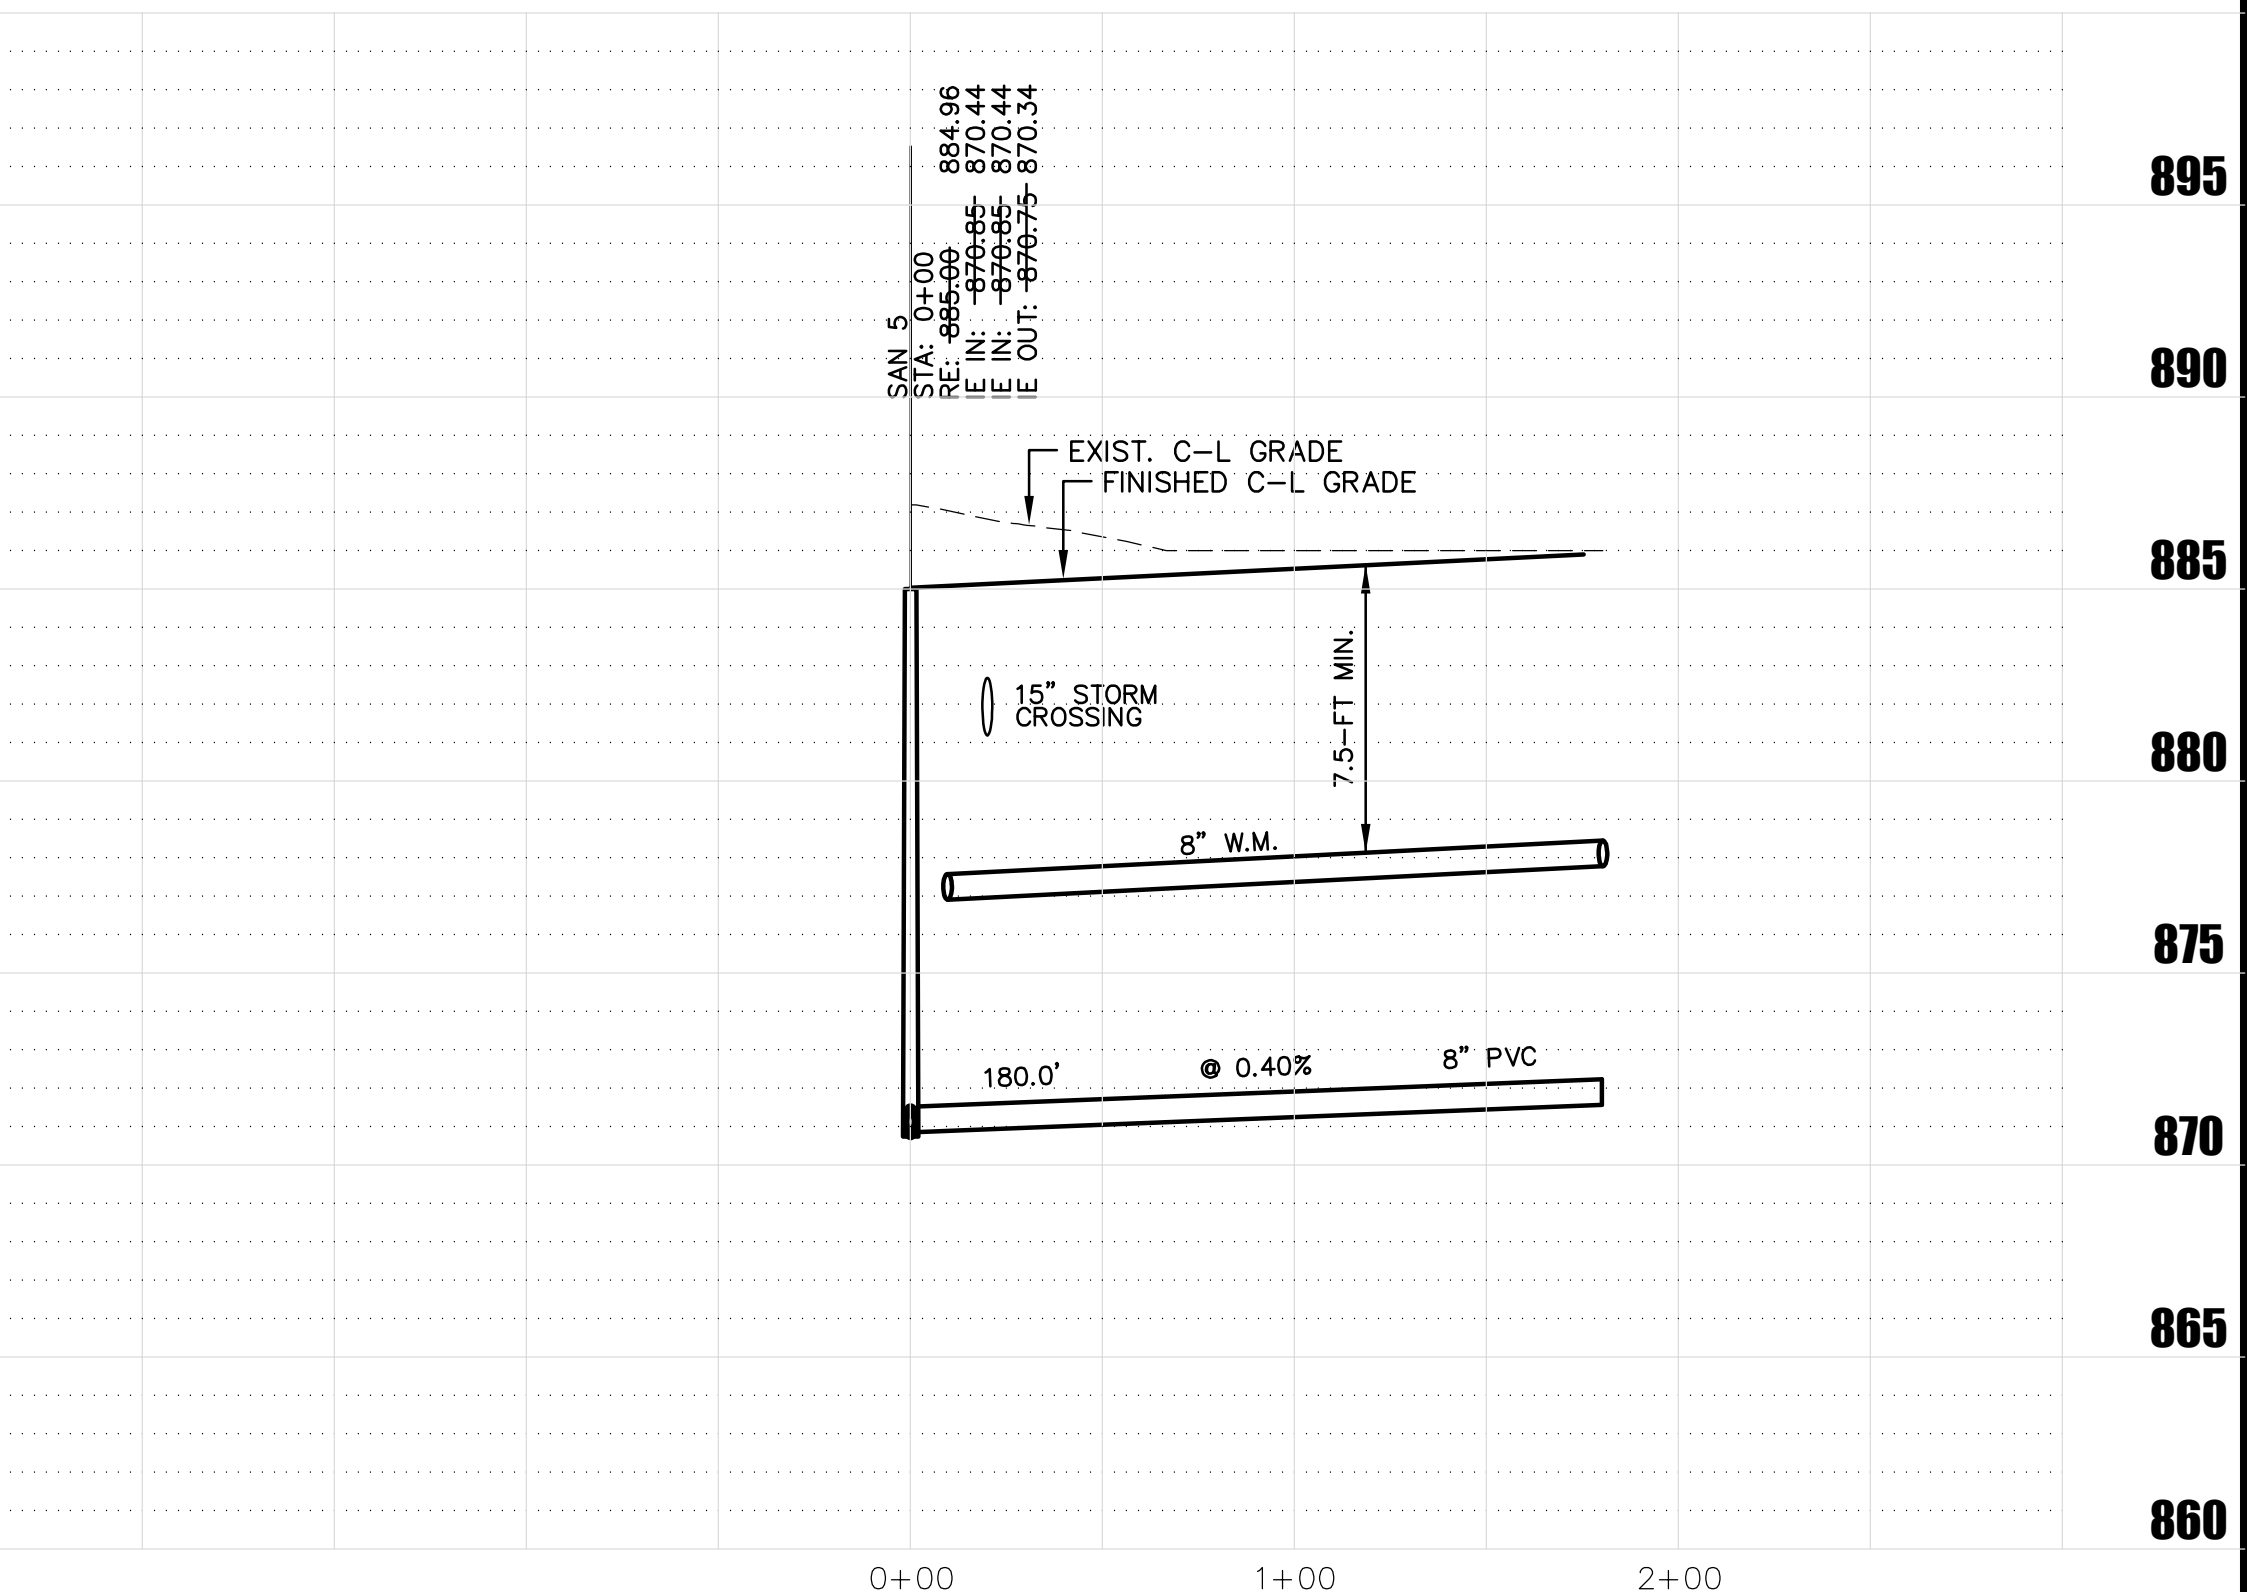 SAN 5
STA: 0+00
RE: 885.00 884.96
IE IN: 870.85 870.44
IE IN: 870.85 870.44
IE OUT: 870.75 870.34
895
890
EXIST. C-L GRADE
FINISHED C-L GRADE
885
7.5-FT MIN.
15" STORM
CROSSING
880
8" W.M.
875
180.0' @ 0.40% 8" PVC
870
865
860
0+00 1+00 2+00